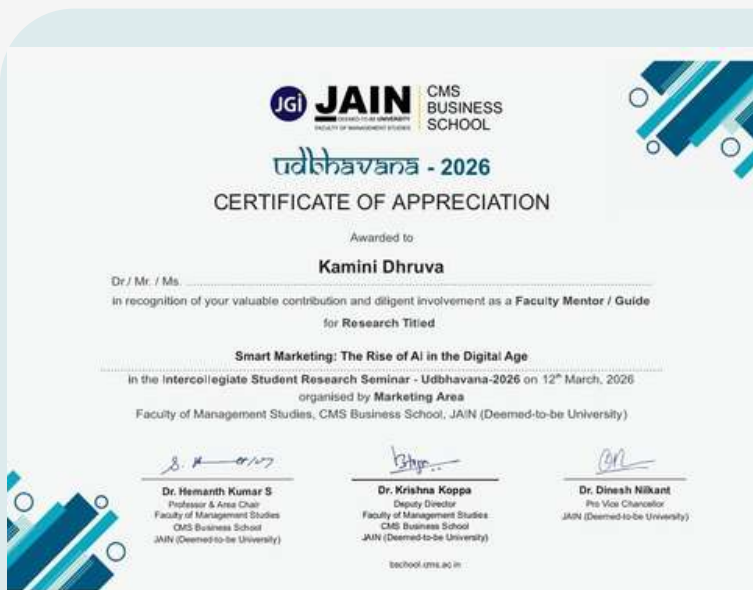 JGi JAIN
DEEMED-TO-BE UNIVERSITY
FACULTY OF MANAGEMENT STUDIES
CMS
BUSINESS
SCHOOL
udbhavana - 2026
CERTIFICATE OF APPRECIATION
Awarded to
Kamini Dhruva
Dr / Mr. / Ms.
in recognition of your valuable contribution and diligent involvement as a Faculty Mentor / Guide
for Research Titled
Smart Marketing: The Rise of AI in the Digital Age
in the Intercollegiate Student Research Seminar - Udbhavana-2026 on 12th March, 2026
organised by Marketing Area
Faculty of Management Studies, CMS Business School, JAIN (Deemed-to-be University)
Dr. Hemanth Kumar S
Professor & Area Chair
Faculty of Management Studies
CMS Business School
JAIN (Deemed-to-be University)
Dr. Krishna Koppa
Deputy Director
Faculty of Management Studies
CMS Business School
JAIN (Deemed-to-be University)
Dr. Dinesh Nilkant
Pro Vice Chancellor
JAIN (Deemed-to-be University)
bschool.cms.ac.in